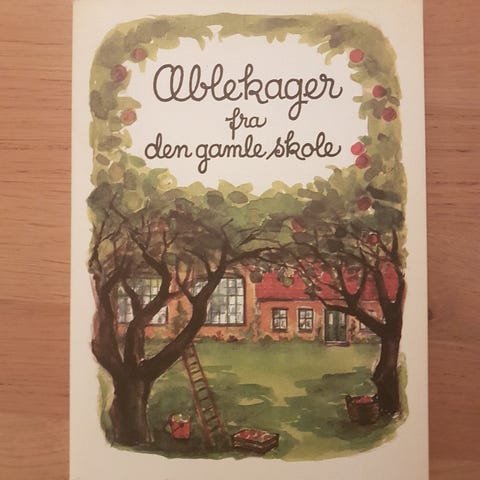 Æblekager
fra
den gamle skole